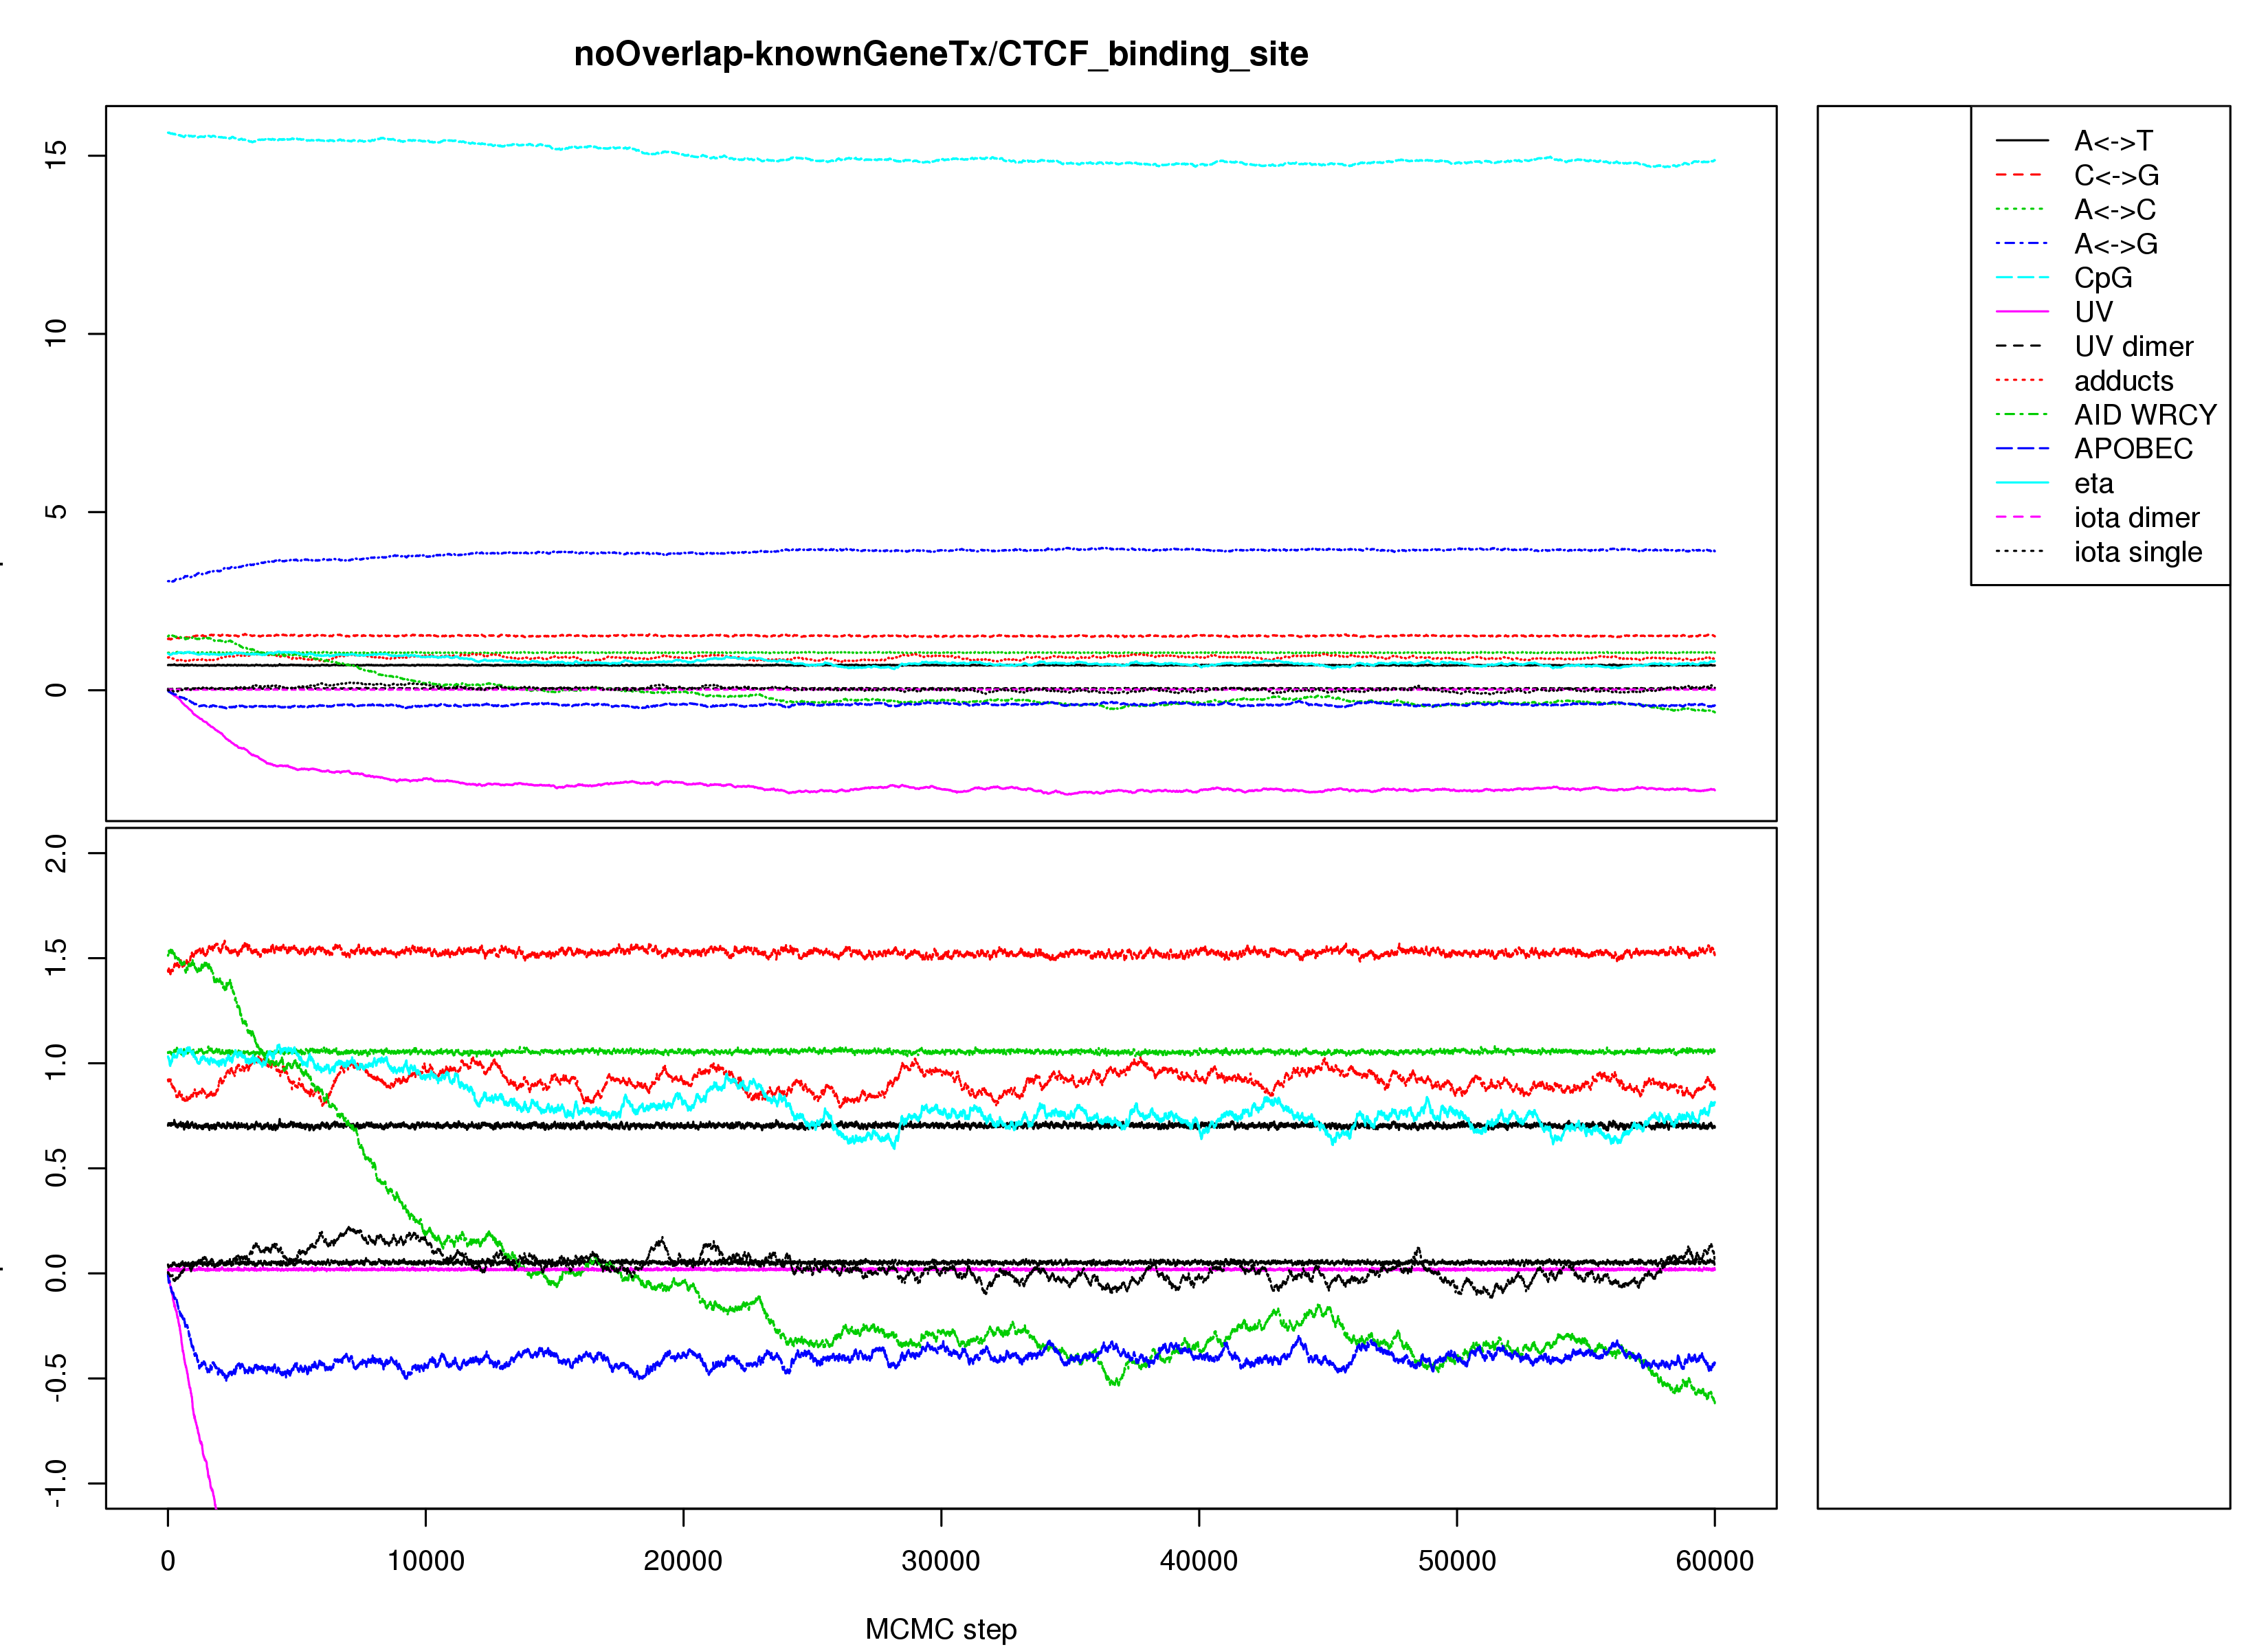 noOverlap-knownGeneTx/CTCF_binding_site
15
10
5
0
A<->T
C<->G
A<->C
A<->G
CpG
UV
UV dimer
adducts
AID WRCY
APOBEC
eta
iota dimer
iota single
2.0
1.5
1.0
0.5
0.0
-0.5
-1.0
0 10000 20000 30000 40000 50000 60000
MCMC step